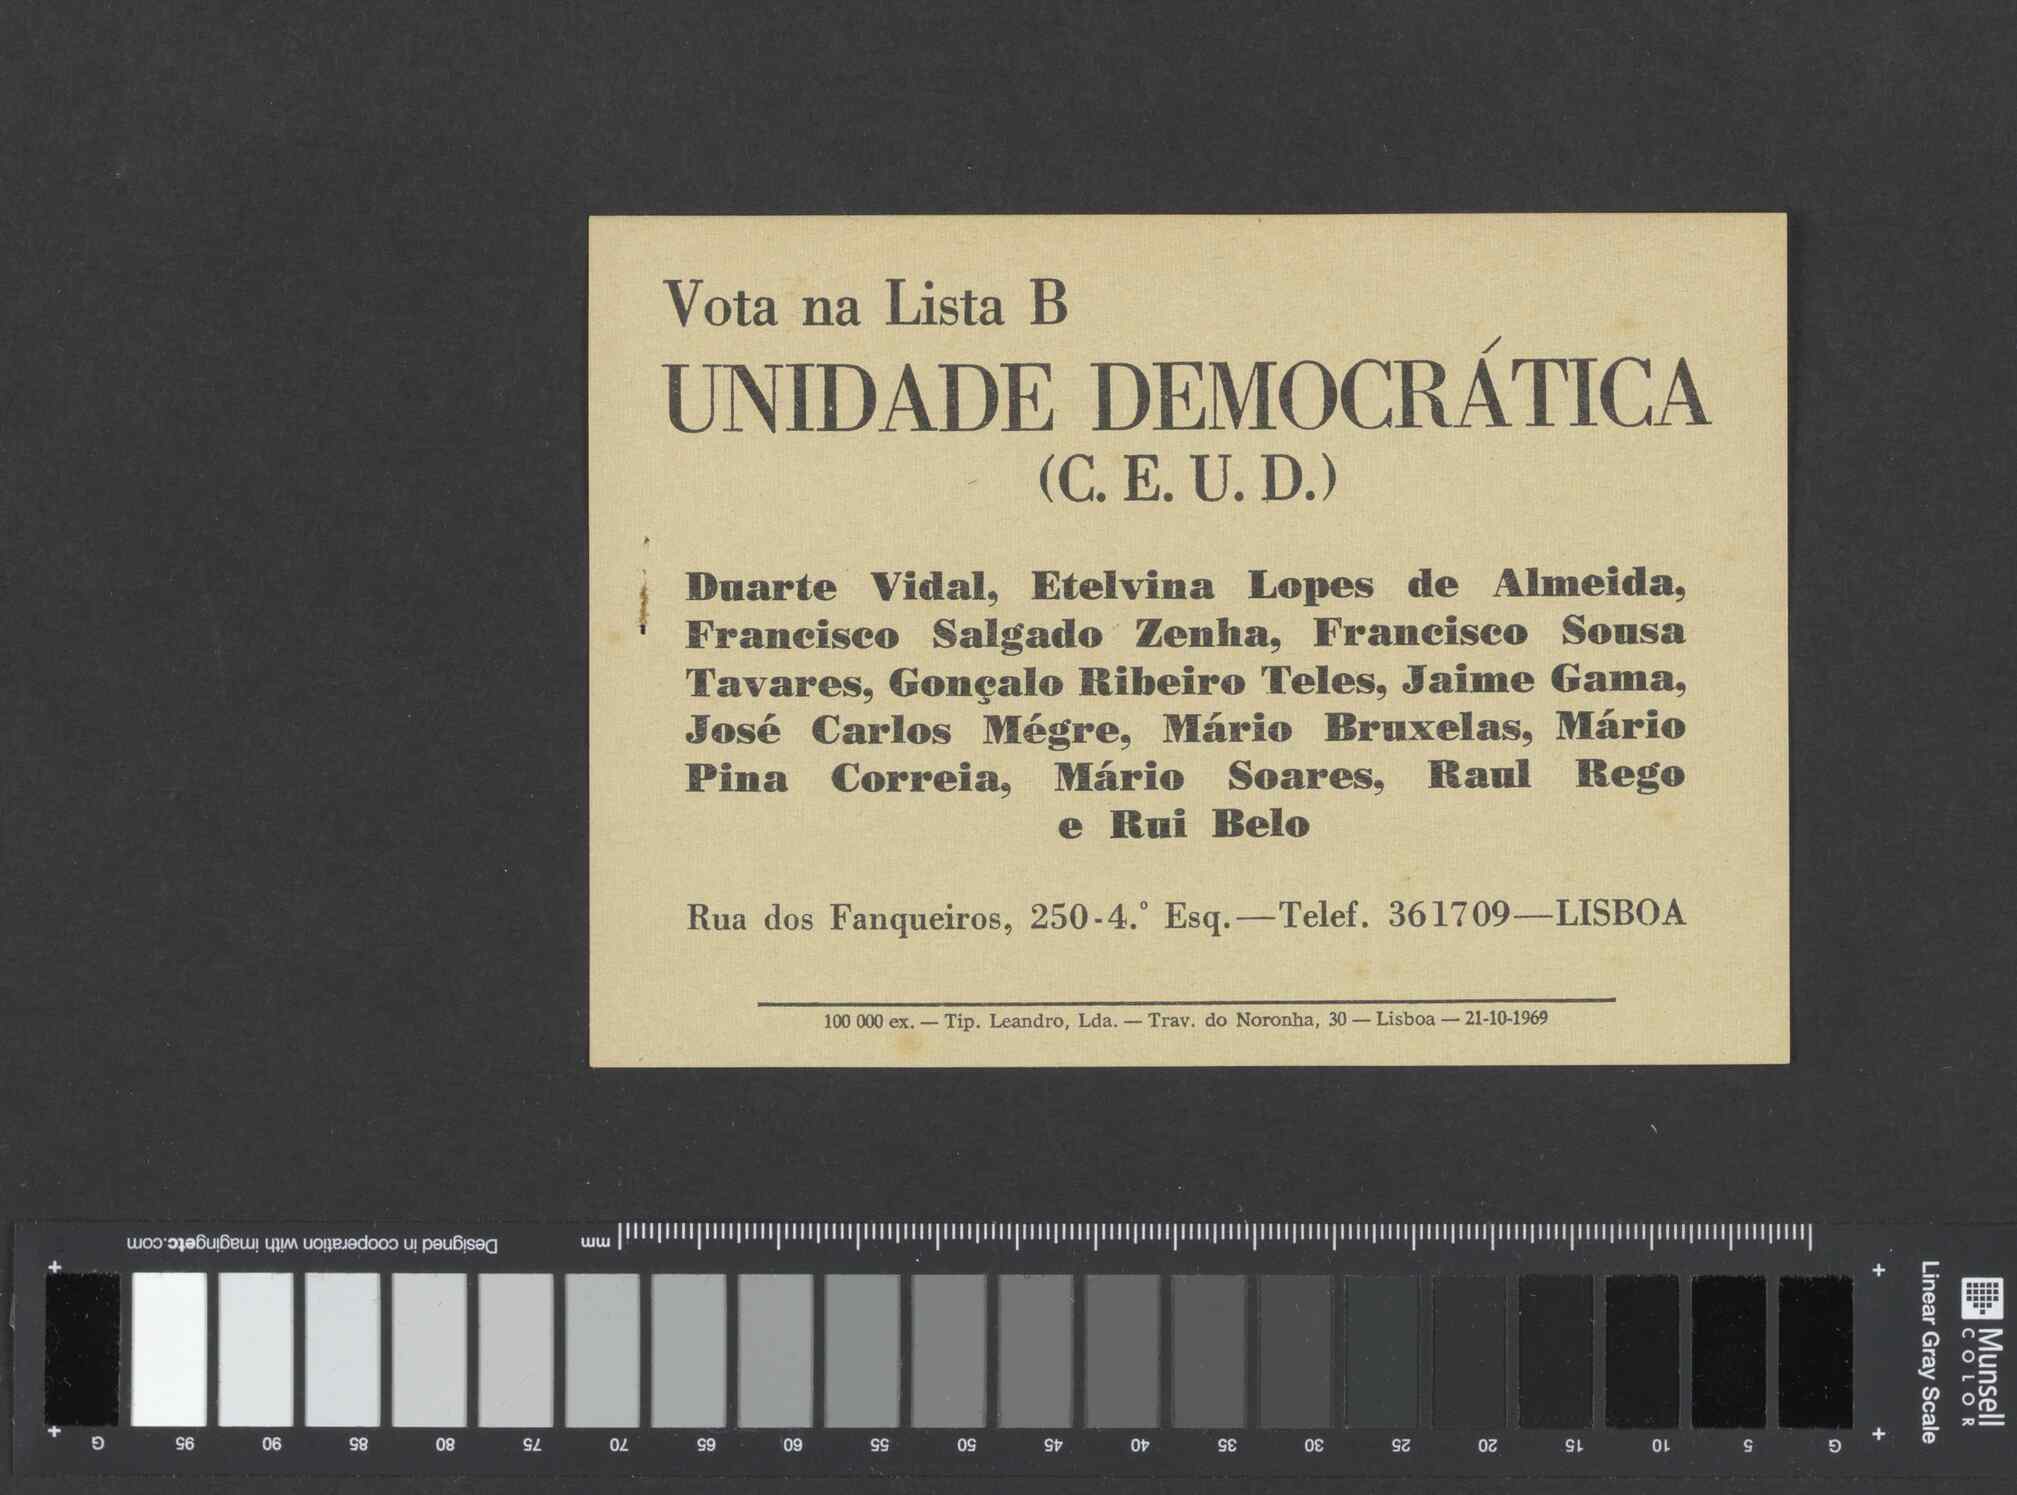 Vota na Lista B
UNIDADE DEMOCRÁTICA
(C. E. U. D.)
Duarte Vidal, Etelvina Lopes de Almeida,
Francisco Salgado Zenha, Francisco Sousa
Tavares, Gonçalo Ribeiro Teles, Jaime Gama,
José Carlos Mégre, Mário Bruxelas, Mário
Pina Correia, Mário Soares, Raul Rego
e Rui Belo
Rua dos Fanqueiros, 250-4.º Esq.—Telef. 361709—LISBOA
100 000 ex. — Tip. Leandro, Lda. — Trav. do Noronha, 30 — Lisboa — 21-10-1969
Designed in cooperation with imagingetc.com
mm
G 95 90 85 80 75 70 65 60 55 50 45 40 35 30 25 20 15 10 5 G
Linear Gray Scale
Munsell
COLOR